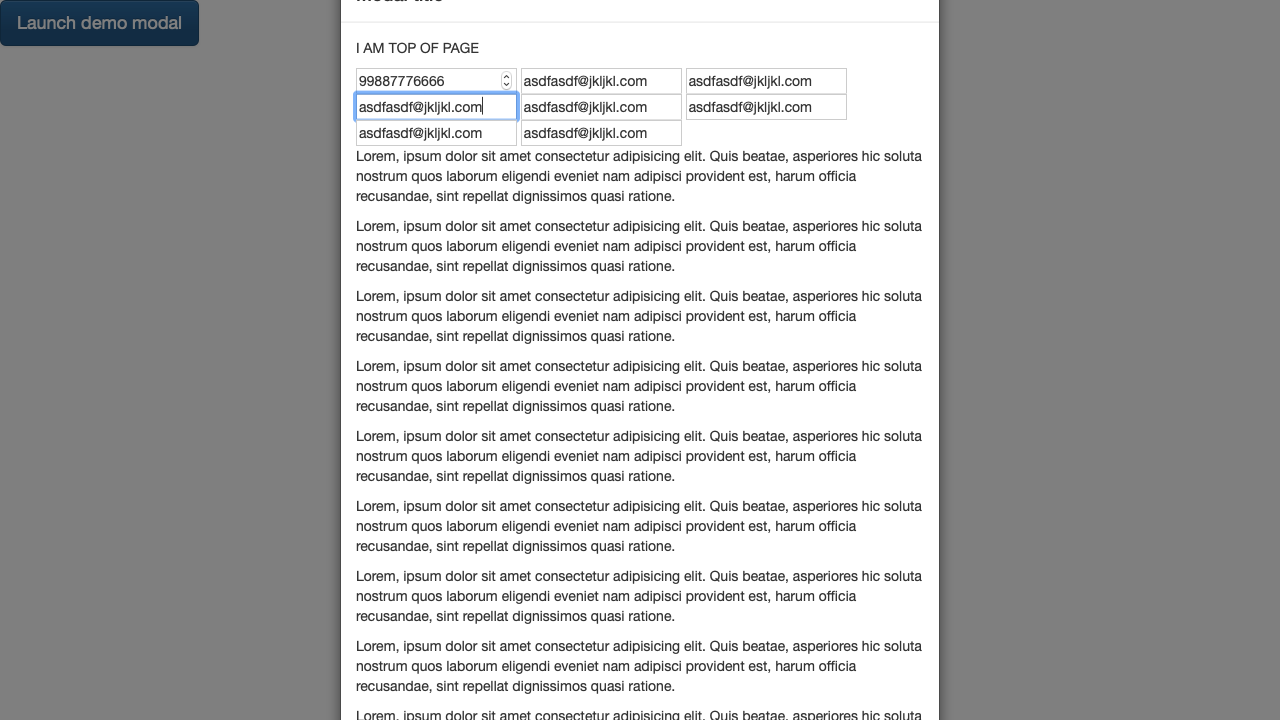 Launch demo modal
Modal title
I AM TOP OF PAGE
99887776666 asdfasdf@jkljkl.com asdfasdf@jkljkl.com
asdfasdf@jkljkl.com asdfasdf@jkljkl.com asdfasdf@jkljkl.com
asdfasdf@jkljkl.com asdfasdf@jkljkl.com
Lorem, ipsum dolor sit amet consectetur adipisicing elit. Quis beatae, asperiores hic soluta
nostrum quos laborum eligendi eveniet nam adipisci provident est, harum officia
recusandae, sint repellat dignissimos quasi ratione.
Lorem, ipsum dolor sit amet consectetur adipisicing elit. Quis beatae, asperiores hic soluta
nostrum quos laborum eligendi eveniet nam adipisci provident est, harum officia
recusandae, sint repellat dignissimos quasi ratione.
Lorem, ipsum dolor sit amet consectetur adipisicing elit. Quis beatae, asperiores hic soluta
nostrum quos laborum eligendi eveniet nam adipisci provident est, harum officia
recusandae, sint repellat dignissimos quasi ratione.
Lorem, ipsum dolor sit amet consectetur adipisicing elit. Quis beatae, asperiores hic soluta
nostrum quos laborum eligendi eveniet nam adipisci provident est, harum officia
recusandae, sint repellat dignissimos quasi ratione.
Lorem, ipsum dolor sit amet consectetur adipisicing elit. Quis beatae, asperiores hic soluta
nostrum quos laborum eligendi eveniet nam adipisci provident est, harum officia
recusandae, sint repellat dignissimos quasi ratione.
Lorem, ipsum dolor sit amet consectetur adipisicing elit. Quis beatae, asperiores hic soluta
nostrum quos laborum eligendi eveniet nam adipisci provident est, harum officia
recusandae, sint repellat dignissimos quasi ratione.
Lorem, ipsum dolor sit amet consectetur adipisicing elit. Quis beatae, asperiores hic soluta
nostrum quos laborum eligendi eveniet nam adipisci provident est, harum officia
recusandae, sint repellat dignissimos quasi ratione.
Lorem, ipsum dolor sit amet consectetur adipisicing elit. Quis beatae, asperiores hic soluta
nostrum quos laborum eligendi eveniet nam adipisci provident est, harum officia
recusandae, sint repellat dignissimos quasi ratione.
Lorem, ipsum dolor sit amet consectetur adipisicing elit. Quis beatae, asperiores hic soluta